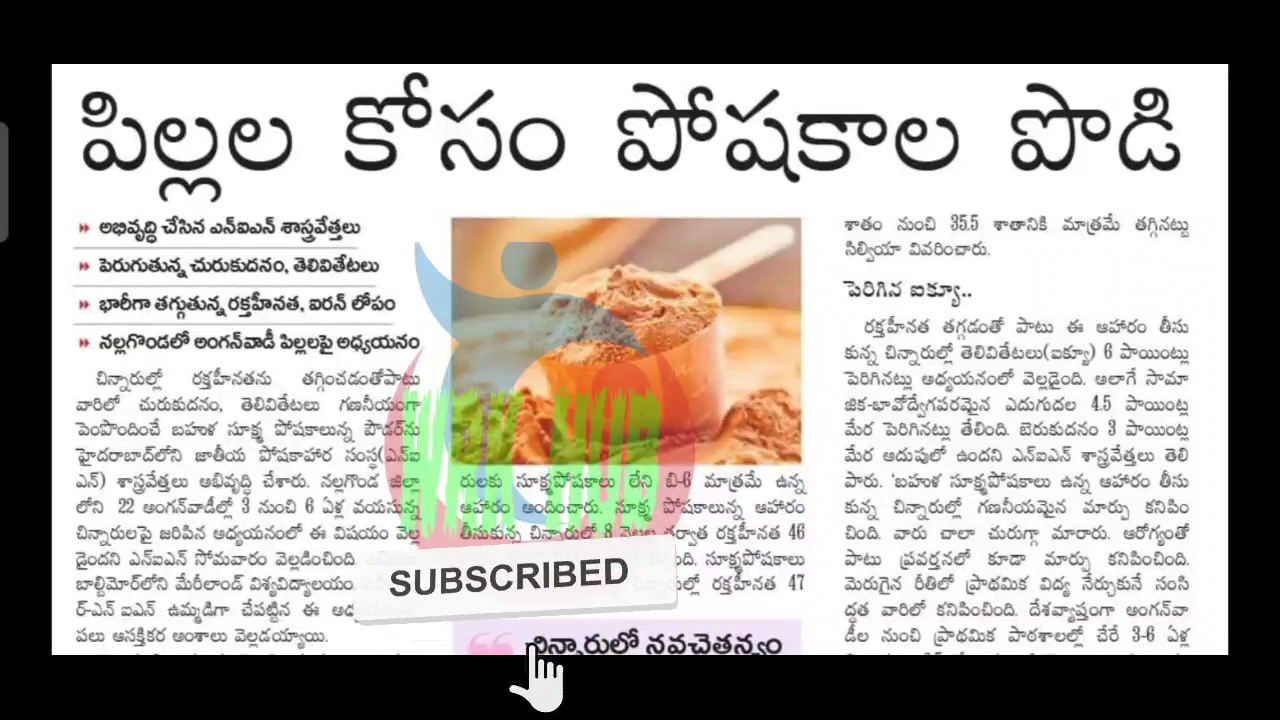 పిల్లల కోసం పోషకాల పొడి
అభివృద్ధి చేసిన ఎన్ఐఎన్ శాస్త్రవేత్తలు
పెరుగుతున్న చురుకుదనం, తెలివితేటలు
భారీగా తగ్గుతున్న రక్తహీనత, ఐరన్ లోపం
నల్లగొండలో అంగన్‌వాడీ పిల్లలపై అధ్యయనం
చిన్నారుల్లో రక్తహీనతను తగ్గించడంతోపాటు
వారిలో చురుకుదనం, తెలివితేటలు గణనీయంగా
పెంపొందించే బహుళ సూక్ష్మ పోషకాలున్న పౌడర్‌ను
హైదరాబాద్‌లోని జాతీయ పోషకాహార సంస్థ(ఎన్ఐ
ఎన్) శాస్త్రవేత్తలు అభివృద్ధి చేశారు. నల్లగొండ జిల్లా
లోని 22 అంగన్‌వాడీల్లో 3 నుంచి 6 ఏళ్ల వయసున్న
చిన్నారులపై జరిపిన అధ్యయనంలో ఈ విషయం వెల్ల
డైందని ఎన్ఐఎన్ సోమవారం వెల్లడించింది.
బాల్టిమోర్‌లోని మేరీలాండ్ విశ్వవిద్యాలయం,
ర్-ఎన్ ఐఎన్ ఉమ్మడిగా చేపట్టిన ఈ
పలు ఆసక్తికర అంశాలు వెల్లడయ్యాయి.
రులకు సూక్ష్మపోషకాలు లేని బి-6 మాత్రమే ఉన్న
ఆహారం అందించారు. సూక్ష్మ పోషకాలున్న ఆహారం
తీసుకున్న చిన్నారుల్లో 8 నెలల తర్వాత రక్తహీనత 46
సూక్ష్మపోషకాలు
రక్తహీనత 47
చిన్నారుల్లో నవచైతన్యం
శాతం నుంచి 35.5 శాతానికి మాత్రమే తగ్గినట్టు
సిల్వియా వివరించారు.
పెరిగిన ఐక్యూ..
రక్తహీనత తగ్గడంతో పాటు ఈ ఆహారం తీసు
కున్న చిన్నారుల్లో తెలివితేటలు(ఐక్యూ) 6 పాయింట్లు
పెరిగినట్లు అధ్యయనంలో వెల్లడైంది. అలాగే సామా
జిక-భావోద్వేగపరమైన ఎదుగుదల 4.5 పాయింట్ల
మేర పెరిగినట్లు తేలింది. బెరుకుదనం 3 పాయింట్ల
మేర అదుపులో ఉందని ఎన్ఐఎన్ శాస్త్రవేత్తలు తెలి
పారు. 'బహుళ సూక్ష్మపోషకాలు ఉన్న ఆహారం తీసు
కున్న చిన్నారుల్లో గణనీయమైన మార్పు కనిపిం
చింది. వారు చాలా చురుగ్గా మారారు. ఆరోగ్యంతో
పాటు ప్రవర్తనలో కూడా మార్పు కనిపించింది.
మెరుగైన రీతిలో ప్రాథమిక విద్య నేర్చుకునే సంసి
ద్ధత వారిలో కనిపించింది. దేశవ్యాప్తంగా అంగన్‌వా
డీల నుంచి ప్రాథమిక పాఠశాలల్లో చేరే 3-6 ఏళ్ల
SUBSCRIBED